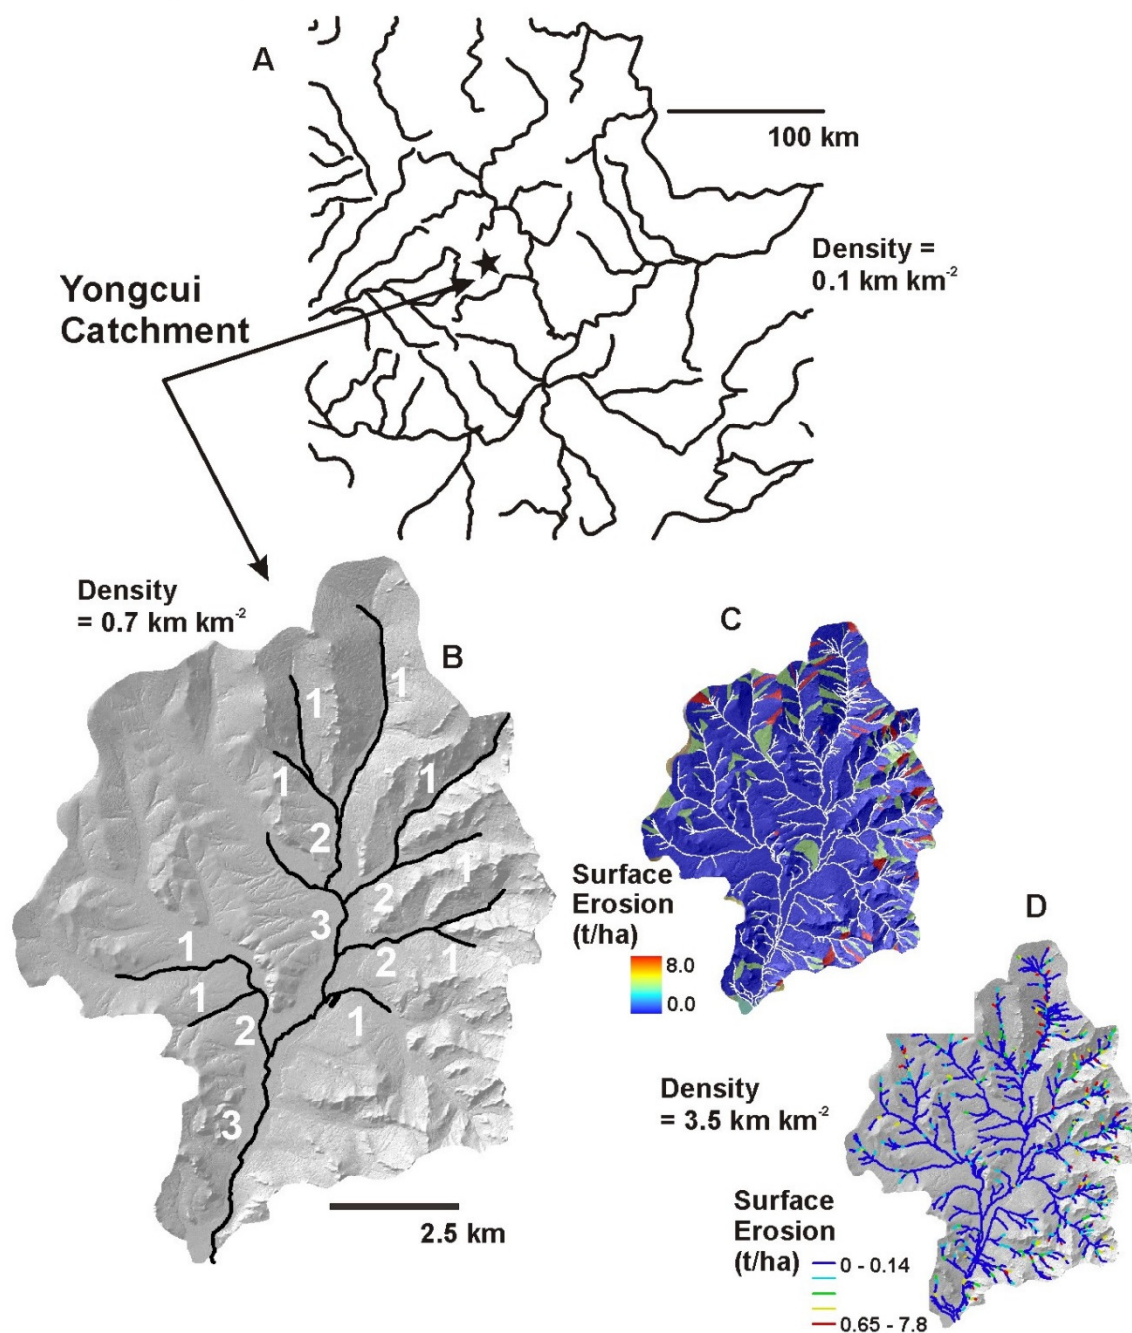 A
100 km
Density =
0.1 km km-2
Yongcui
Catchment
Density
= 0.7 km km-2
B
1
1
1
1
2
1
2
3
1
2
1
1
1
2
3
2.5 km
C
Surface
Erosion
(t/ha)
8.0
0.0
D
Density
= 3.5 km km-2
Surface
Erosion
(t/ha)
0 - 0.14
0.65 - 7.8